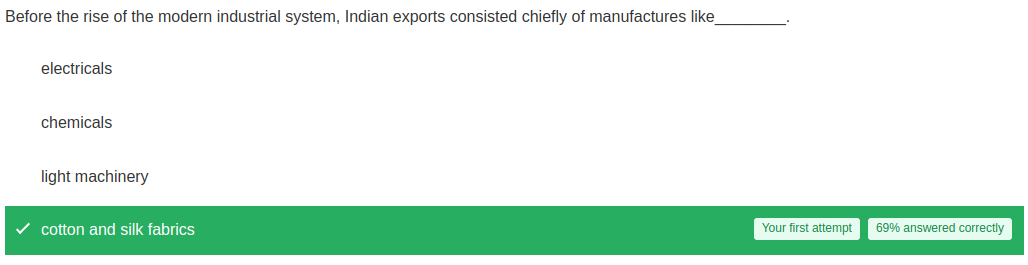 Before the rise of the modern industrial system, Indian exports consisted chiefly of manufactures like________.
electricals
chemicals
light machinery
cotton and silk fabrics Your first attempt 69% answered correctly